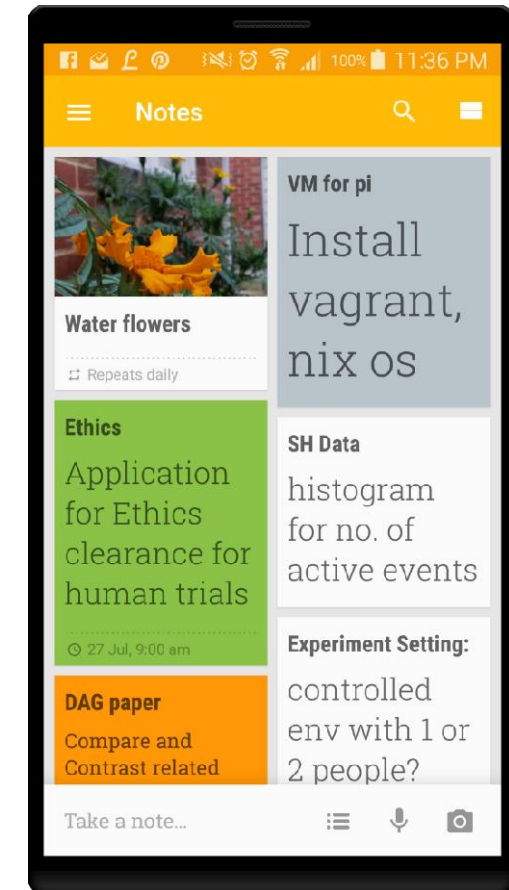 100% 11:36 PM
Notes
Water flowers
Repeats daily
Ethics
Application
for Ethics
clearance for
human trials
27 Jul, 9:00 am
DAG paper
Compare and
Contrast related
VM for pi
Install
vagrant,
nix os
SH Data
histogram
for no. of
active events
Experiment Setting:
controlled
env with 1 or
2 people?
Take a note...